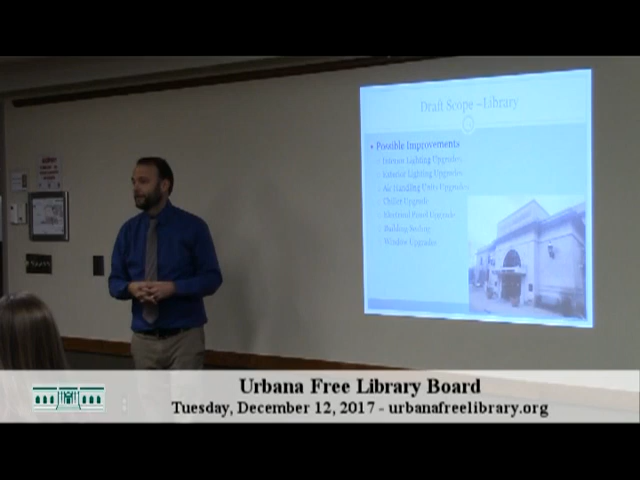 Draft Scope –Library
• Possible Improvements
Interior Lighting Upgrades
Exterior Lighting Upgrades
Air Handling Units Upgrades
Chiller Upgrade
Electrical Panel Upgrade
Building Sealing
Window Upgrades
Urbana Free Library Board
Tuesday, December 12, 2017 - urbanafreelibrary.org